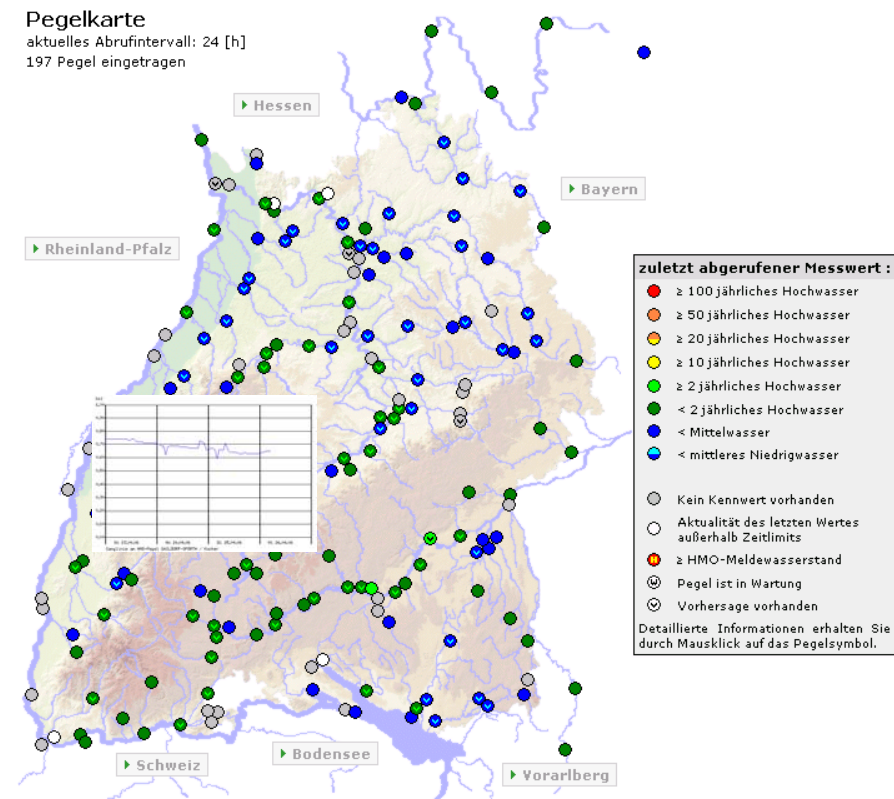 Pegelkarte
aktuelles Abrufintervall: 24 [h]
197 Pegel eingetragen
Hessen
Bayern
Rheinland-Pfalz
zuletzt abgerufener Messwert :
≥ 100 jährliches Hochwasser
≥ 50 jährliches Hochwasser
≥ 20 jährliches Hochwasser
≥ 10 jährliches Hochwasser
≥ 2 jährliches Hochwasser
< 2 jährliches Hochwasser
< Mittelwasser
< mittleres Niedrigwasser
Kein Kennwert vorhanden
Aktualität des letzten Wertes
außerhalb Zeitlimits
≥ HMO-Meldewasserstand
Pegel ist in Wartung
Vorhersage vorhanden
Detaillierte Informationen erhalten Sie
durch Mausklick auf das Pegelsymbol.
Bodensee
Schweiz
Vorarlberg